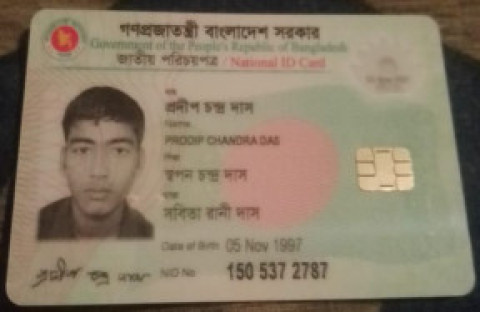 গণপ্রজাতন্ত্রী বাংলাদেশ সরকার
Government of the People's Republic of Bangladesh
জাতীয় পরিচয়পত্র / National ID Card
নাম
প্রদীপ চন্দ্র দাস
Name
PRODIP CHANDRA DAS
পিতা
স্বপন চন্দ্র দাস
মাতা
সবিতা রানী দাস
Date of Birth 05 Nov 1997
NID No 150 537 2787
প্রদীপ চন্দ্র দাস